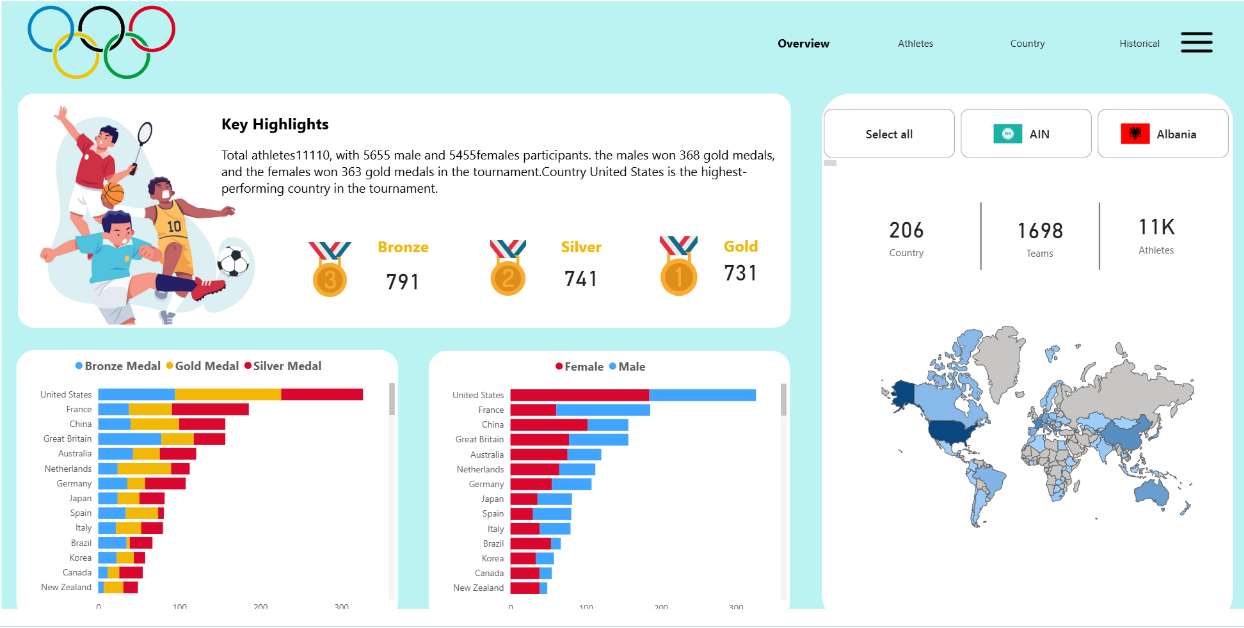 Overview
Athletes
Country
Historical
Key Highlights
Total athletes11110, with 5655 male and 5455females participants. the males won 368 gold medals,
and the females won 363 gold medals in the tournament.Country United States is the highest-
performing country in the tournament.
10
3
Bronze
791
2
Silver
741
1
Gold
731
Select all
AIN
Albania
206
Country
1698
Teams
11K
Athletes
Bronze Medal Gold Medal Silver Medal
United States
France
China
Great Britain
Australia
Netherlands
Germany
Japan
Spain
Italy
Brazil
Korea
Canada
New Zealand
0 100 200 300
Female Male
United States
France
China
Great Britain
Australia
Netherlands
Germany
Japan
Spain
Italy
Brazil
Korea
Canada
New Zealand
0 100 200 300